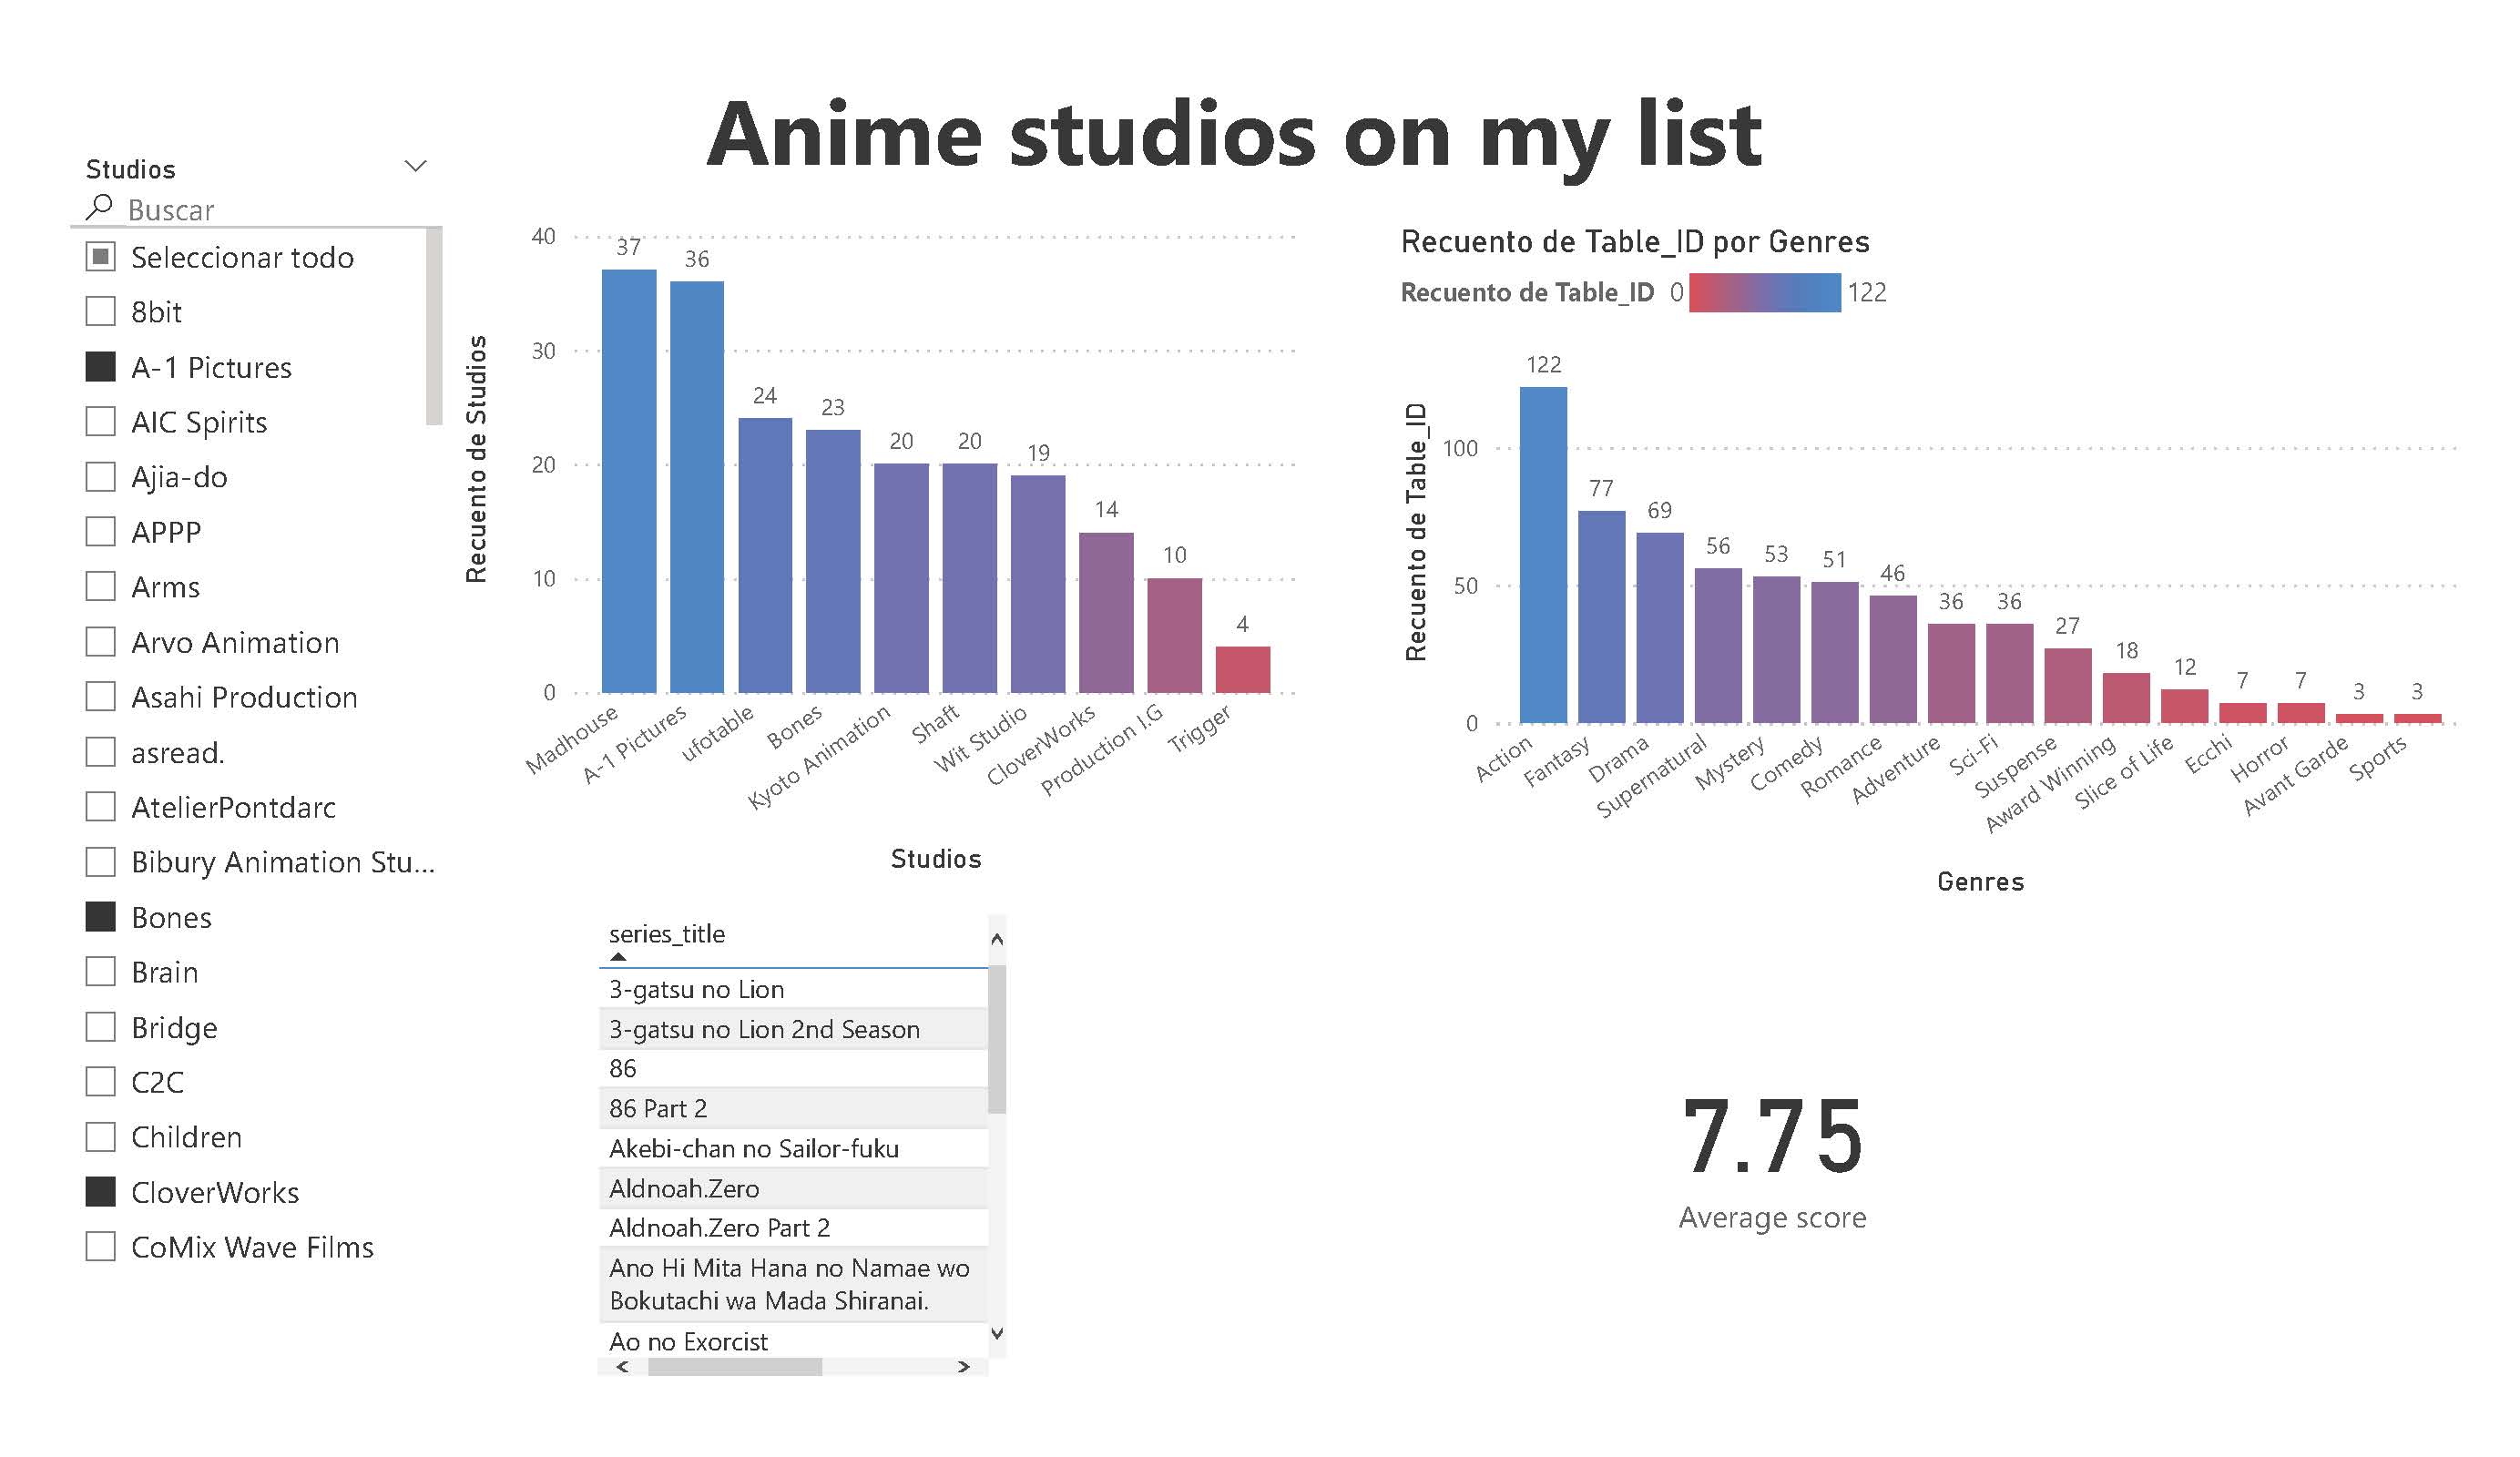 Anime studios on my list
Studios
Buscar
Seleccionar todo
8bit
A-1 Pictures
AIC Spirits
Ajia-do
APPP
Arms
Arvo Animation
Asahi Production
asread.
AtelierPontdarc
Bibury Animation Stu...
Bones
Brain
Bridge
C2C
Children
CloverWorks
CoMix Wave Films
Recuento de Studios
40
30
20
10
0
37
36
24
23
20
20
19
14
10
4
Madhouse
A-1 Pictures
ufotable
Bones
Kyoto Animation
Shaft
Wit Studio
CloverWorks
Production I.G
Trigger
Studios
Recuento de Table_ID por Genres
Recuento de Table_ID 0 122
Recuento de Table_ID
100
50
0
122
77
69
56
53
51
46
36
36
27
18
12
7
7
3
3
Action
Fantasy
Drama
Supernatural
Mystery
Comedy
Romance
Adventure
Sci-Fi
Suspense
Award Winning
Slice of Life
Ecchi
Horror
Avant Garde
Sports
Genres
series_title
3-gatsu no Lion
3-gatsu no Lion 2nd Season
86
86 Part 2
Akebi-chan no Sailor-fuku
Aldnoah.Zero
Aldnoah.Zero Part 2
Ano Hi Mita Hana no Namae wo
Bokutachi wa Mada Shiranai.
Ao no Exorcist
7.75
Average score